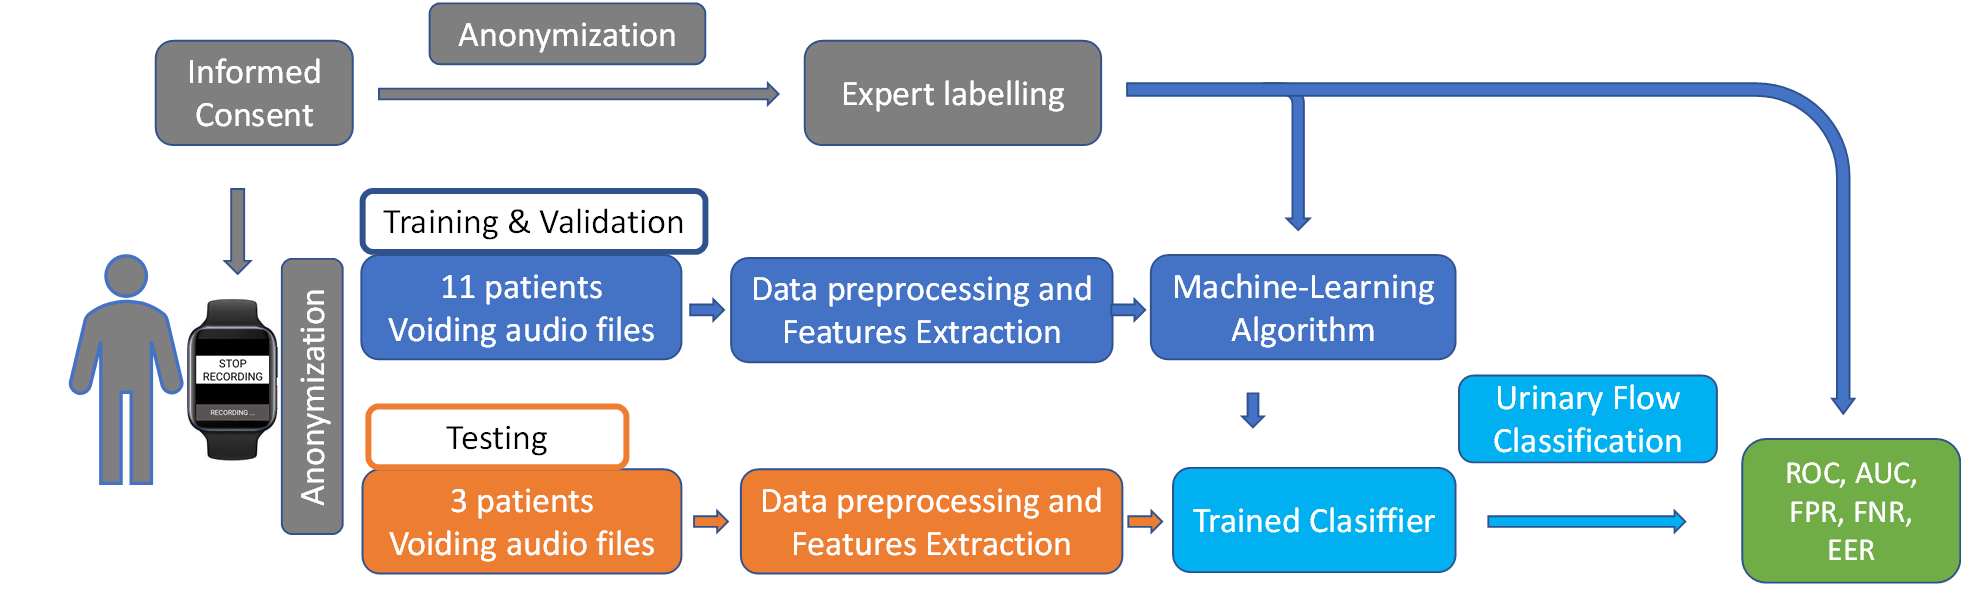 Anonymization
Informed
Consent
Expert labelling
Training & Validation
11 patients
Voiding audio files
Data preprocessing and
Features Extraction
Machine-Learning
Algorithm
STOP
RECORDING
RECORDING ...
Anonymization
Urinary Flow
Classification
Testing
3 patients
Voiding audio files
Data preprocessing and
Features Extraction
Trained Clasiffier
ROC, AUC,
FPR, FNR,
EER